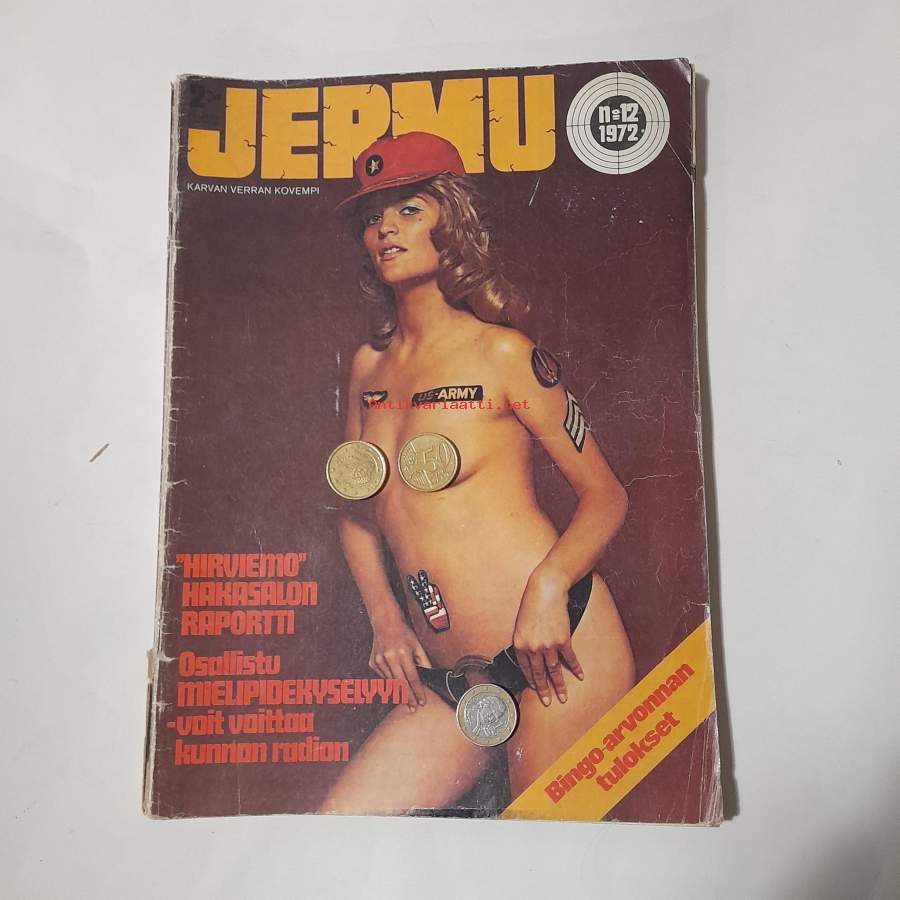 2:-
JERMU
nº12
1972
KARVAN VERRAN KOVEMPI
US-ARMY
Antikvariaatti.net
50
"HIRVIEMO"
HAKASALON
RAPORTTI
Osallistu
MIELIPIDEKYSELYYN
-voit voittaa
kunnon radion
Bingo-arvonnan
tulokset